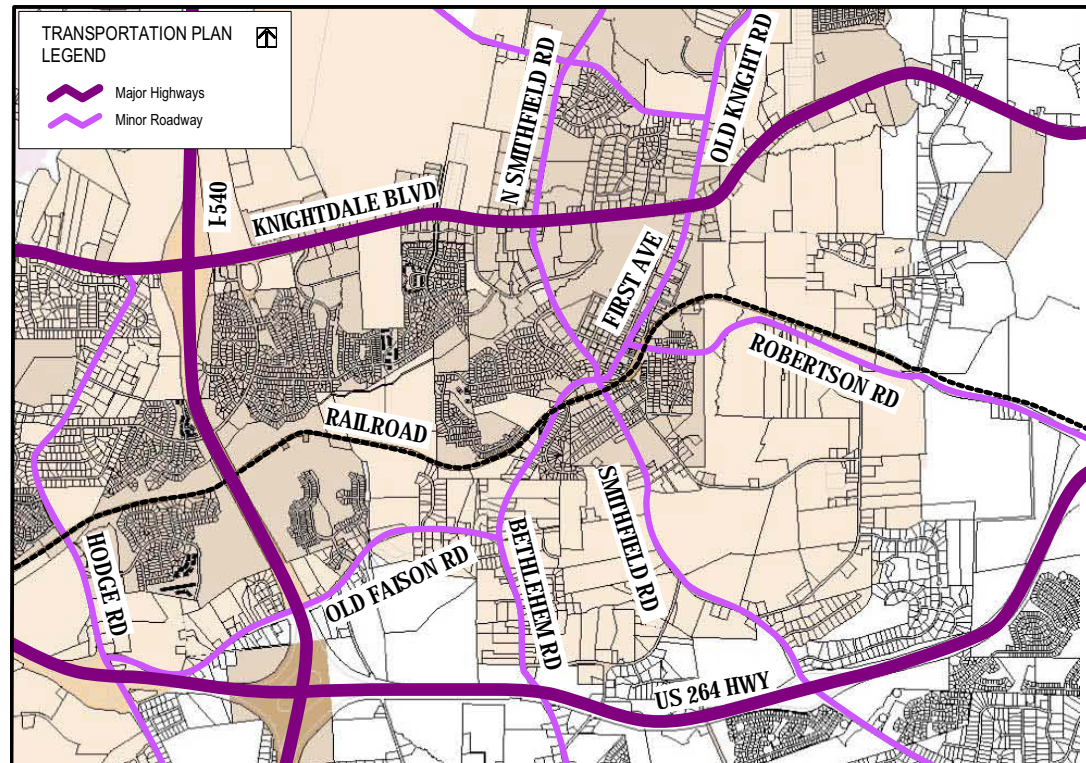 TRANSPORTATION PLAN
LEGEND
Major Highways
Minor Roadway
N SMITHFIELD RD
OLD KNIGHT RD
I-540
KNIGHTDALE BLVD
FIRST AVE
ROBERTSON RD
RAILROAD
SMITHFIELD RD
BETHLEHEM RD
HODGE RD
OLD FAISON RD
US 264 HWY